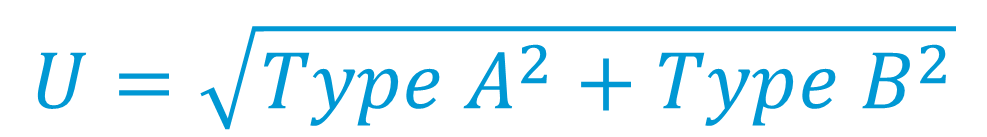 U = √Type A² + Type B²